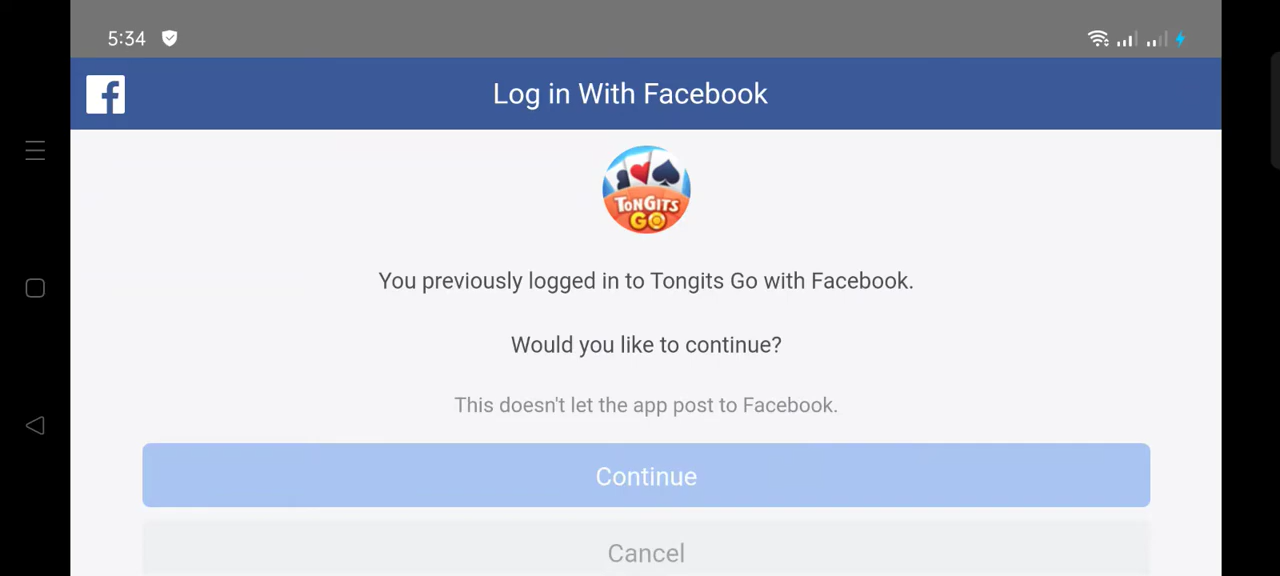 5:34
Log in With Facebook
TONGITS
GO
You previously logged in to Tongits Go with Facebook.
Would you like to continue?
This doesn't let the app post to Facebook.
Continue
Cancel